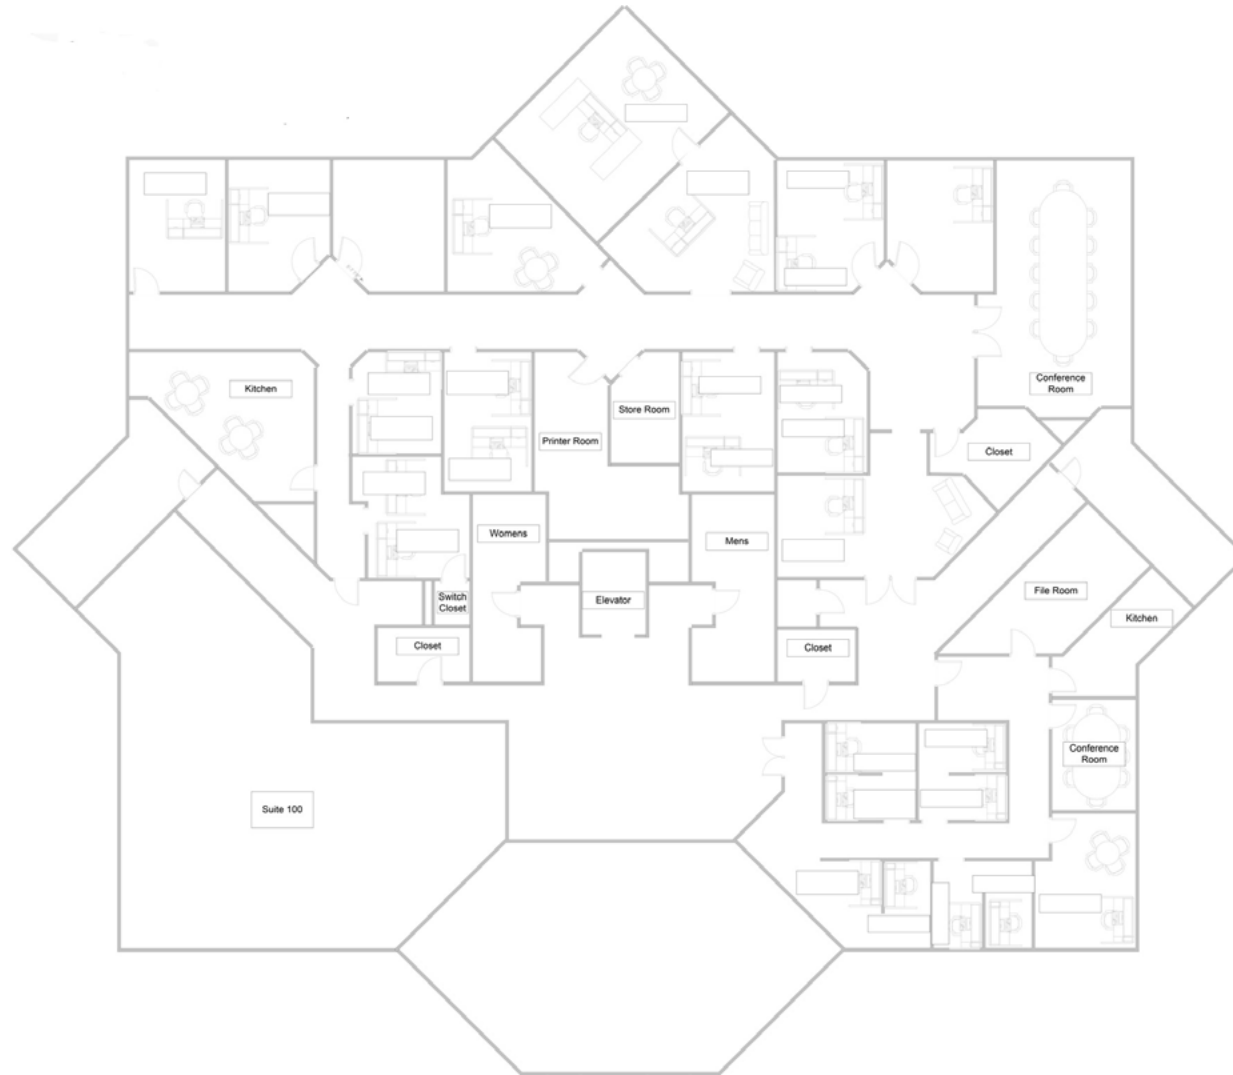 Kitchen
Conference
Room
Store Room
Printer Room
Closet
Womens
Mens
Switch
Closet
Elevator
File Room
Kitchen
Closet
Closet
Conference
Room
Suite 100